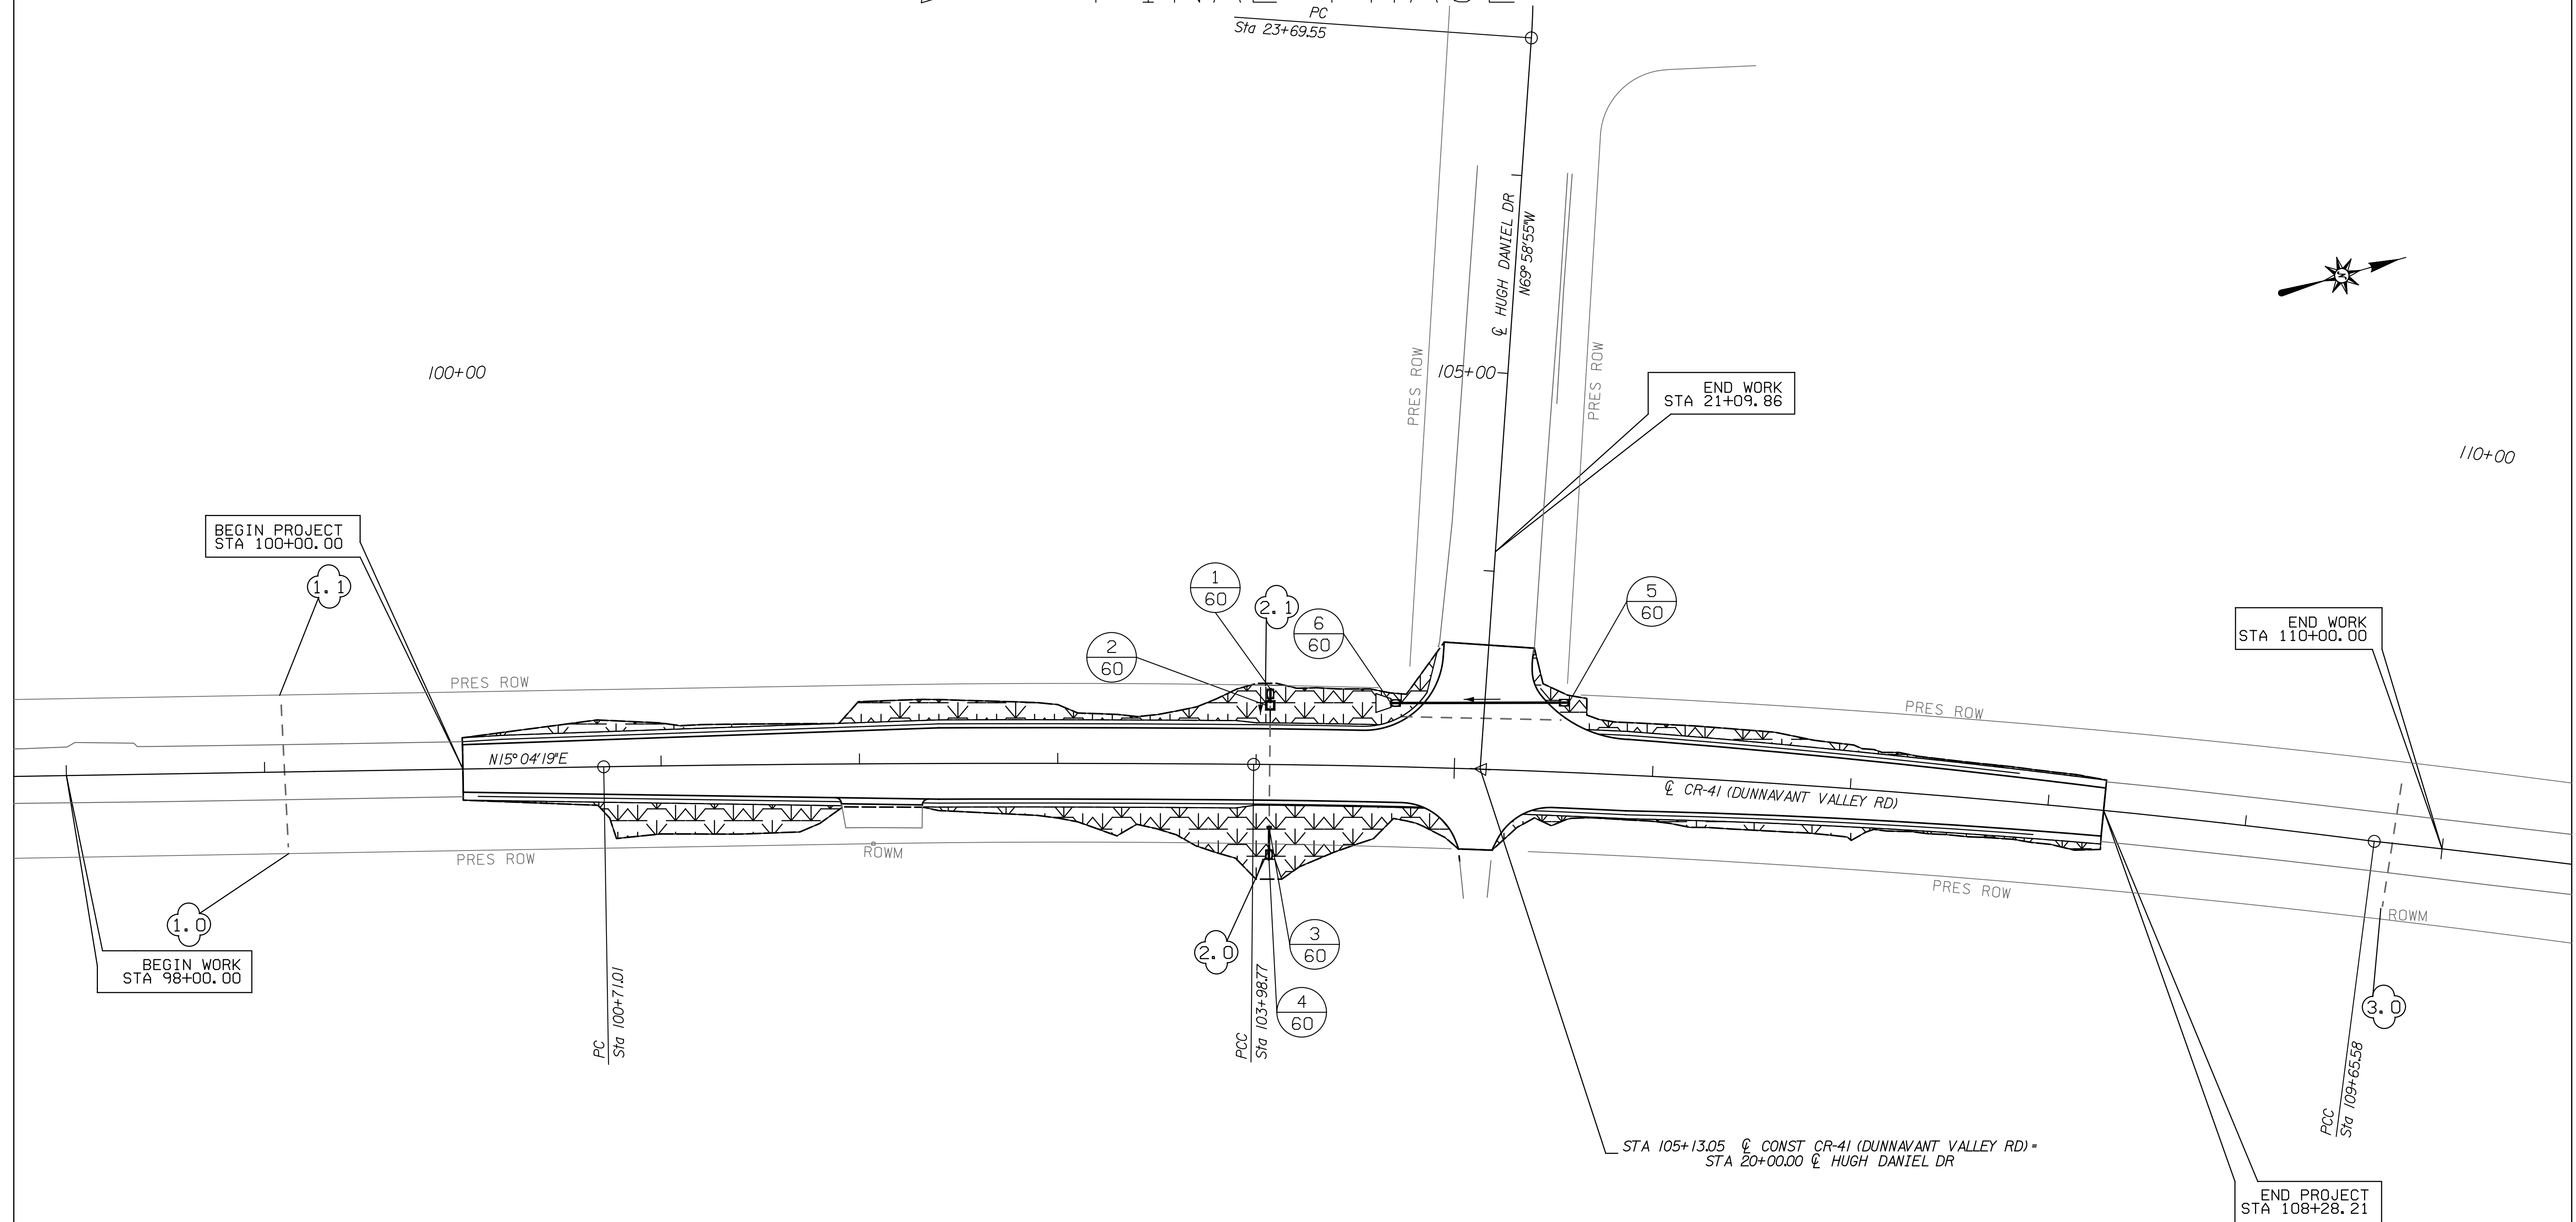 FINAL PHASE
PC
Sta 23+69.55
℄ HUGH DANIEL DR
N69° 58' 55"W
PRES ROW
PRES ROW
100+00
105+00
110+00
END WORK
STA 21+09.86
BEGIN PROJECT
STA 100+00.00
1.1
1
60
2.1
2
60
6
60
5
60
END WORK
STA 110+00.00
PRES ROW
PRES ROW
N15° 04' 19"E
℄ CR-41 (DUNNAVANT VALLEY RD)
PRES ROW
ROWM
PRES ROW
ROWM
1.0
BEGIN WORK
STA 98+00.00
2.0
3
60
4
60
3.0
PC
Sta 100+71.01
PCC
Sta 103+98.77
PCC
Sta 109+65.58
STA 105+13.05 ℄ CONST CR-41 (DUNNAVANT VALLEY RD) =
STA 20+00.00 ℄ HUGH DANIEL DR
END PROJECT
STA 108+28.21